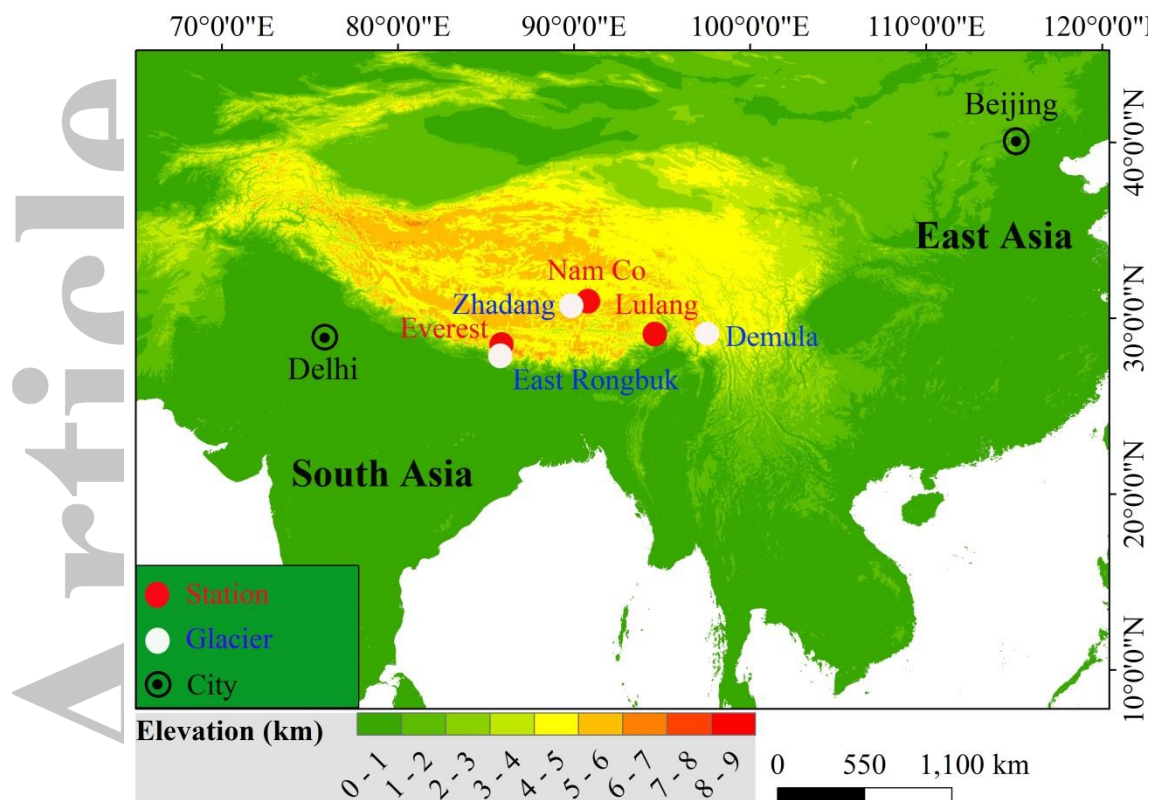 70°0'0"E 80°0'0"E 90°0'0"E 100°0'0"E 110°0'0"E 120°0'0"E
Article
Beijing
40°0'0"N
East Asia
Nam Co
Zhadang
Lulang
30°0'0"N
Everest
Demula
Delhi
East Rongbuk
South Asia
20°0'0"N
Station
Glacier
City
10°0'0"N
Elevation (km)
0 - 1 1 - 2 2 - 3 3 - 4 4 - 5 5 - 6 6 - 7 7 - 8 8 - 9
0 550 1,100 km